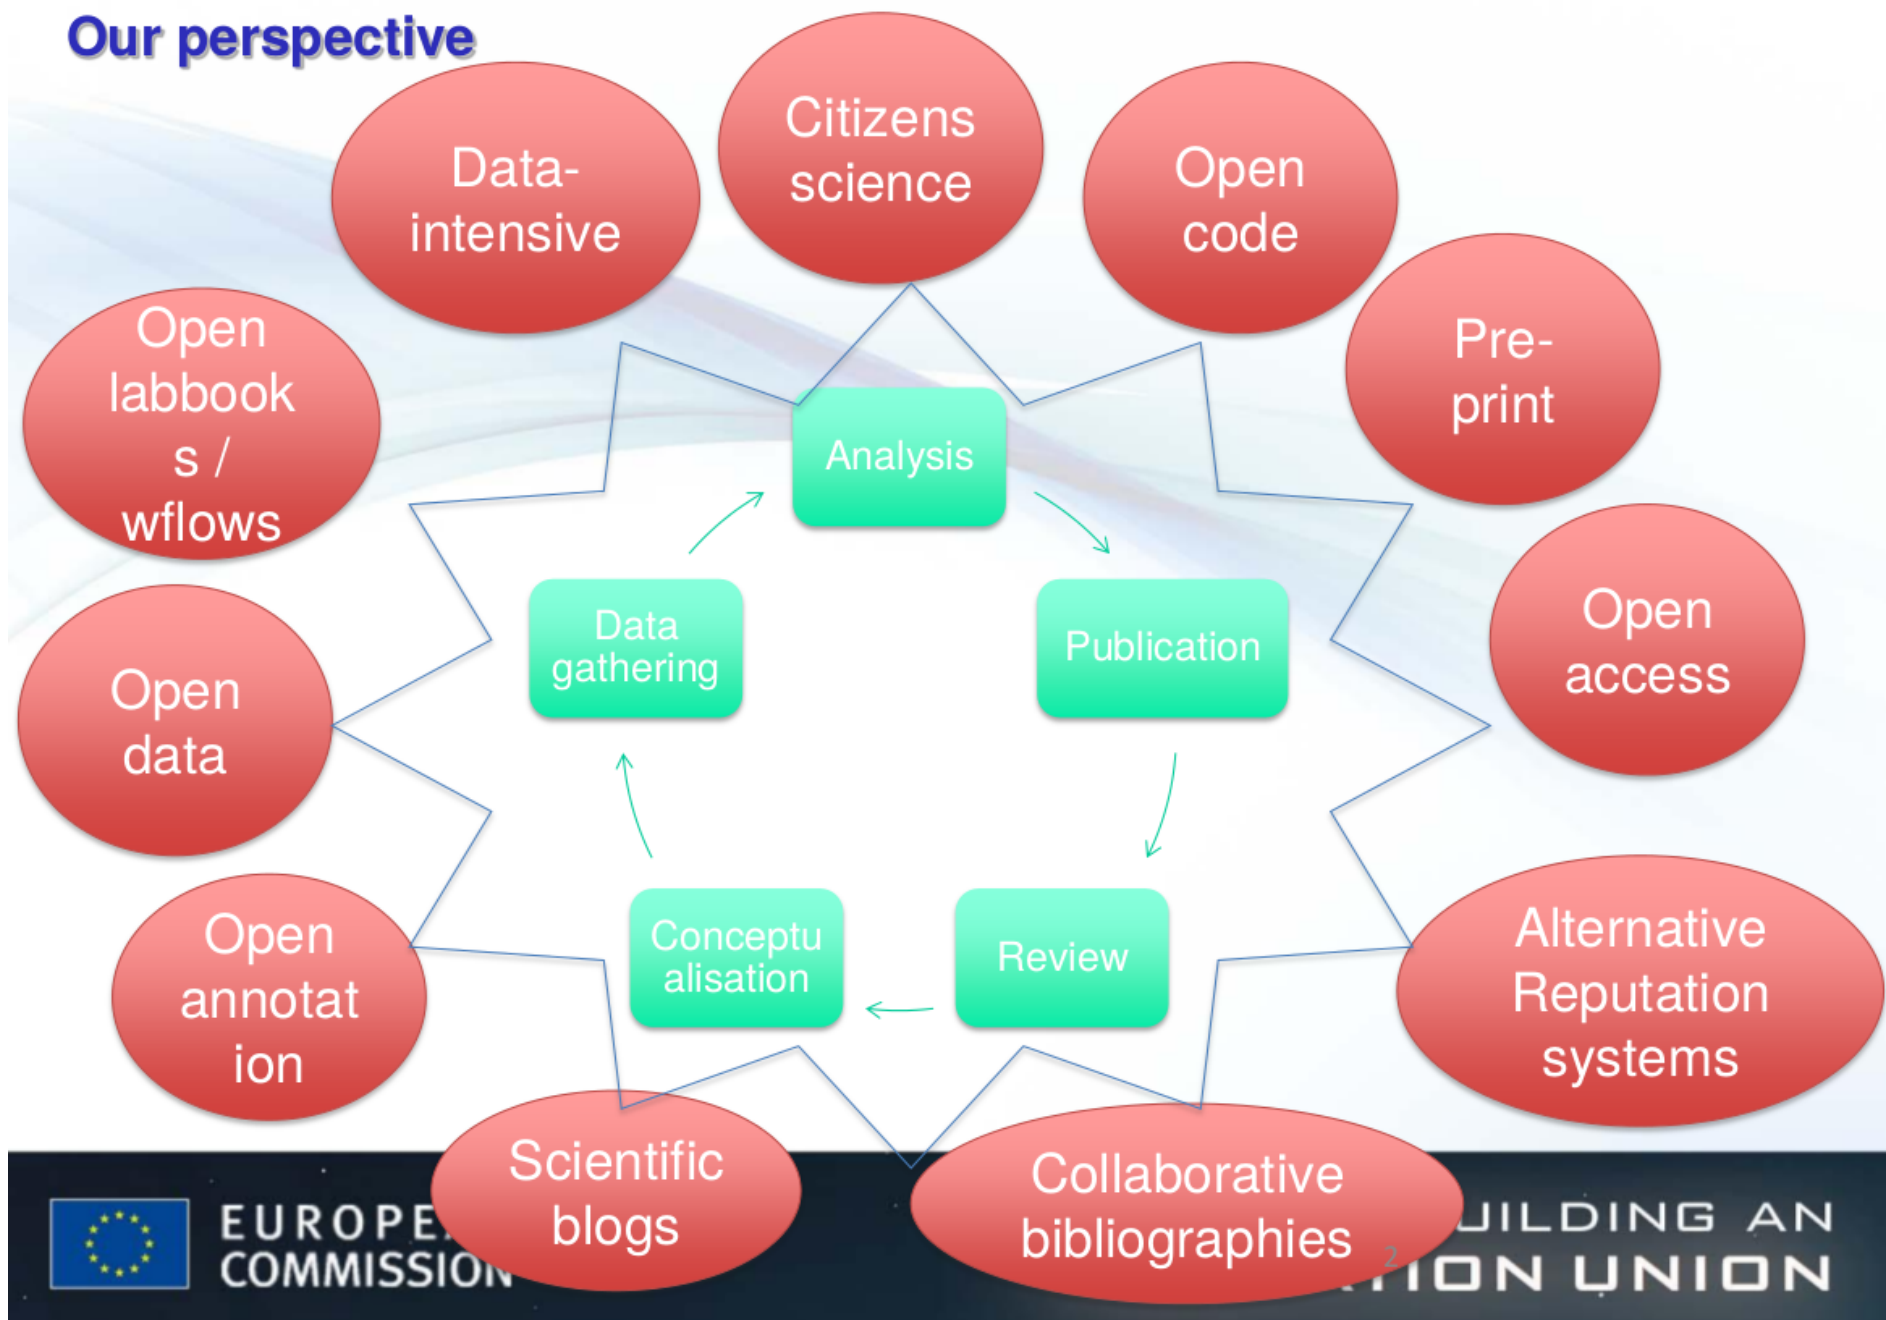 Our perspective
Citizens
science
Data-
intensive
Open
code
Pre-
print
Open
labbook
s /
wflows
Analysis
Open
access
Data
gathering
Publication
Open
data
Conceptu
alisation
Review
Alternative
Reputation
systems
Open
annotat
ion
Scientific
blogs
Collaborative
bibliographies
EUROPE
COMMISSION
UILDING AN
TION UNION
2